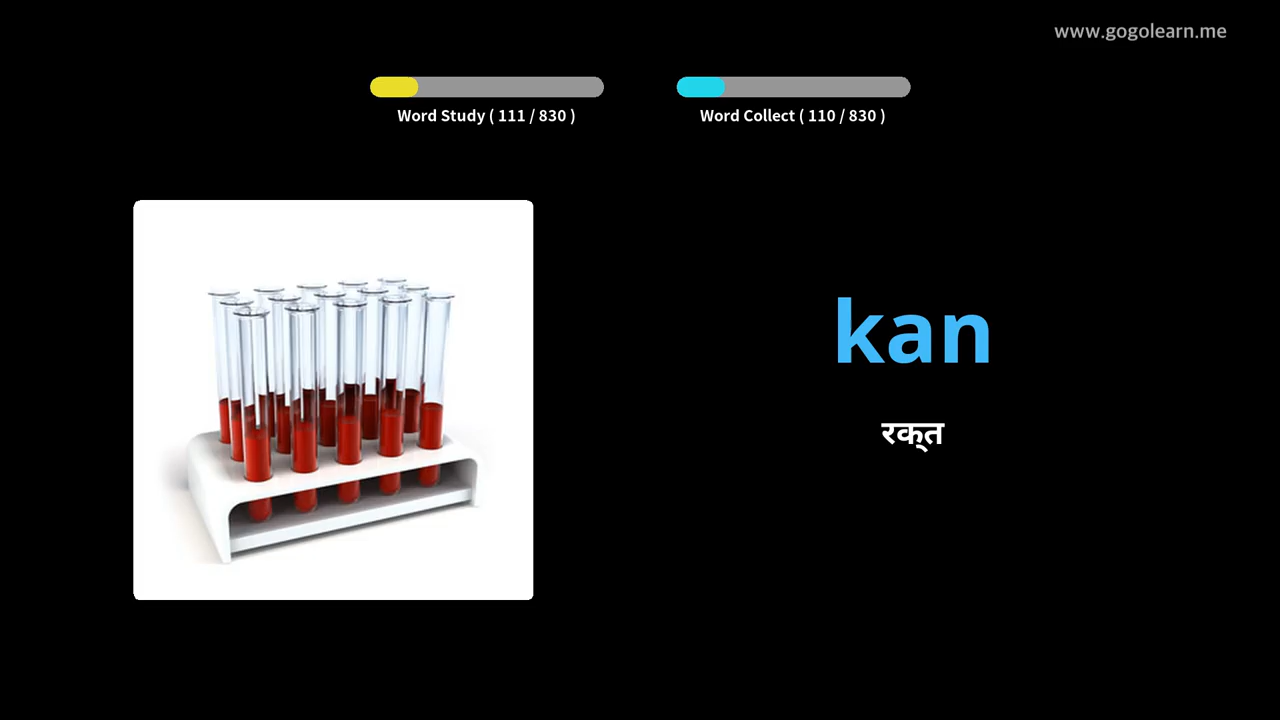 www.gogolearn.me
Word Study ( 111 / 830 )
Word Collect ( 110 / 830 )
kan
रक्त